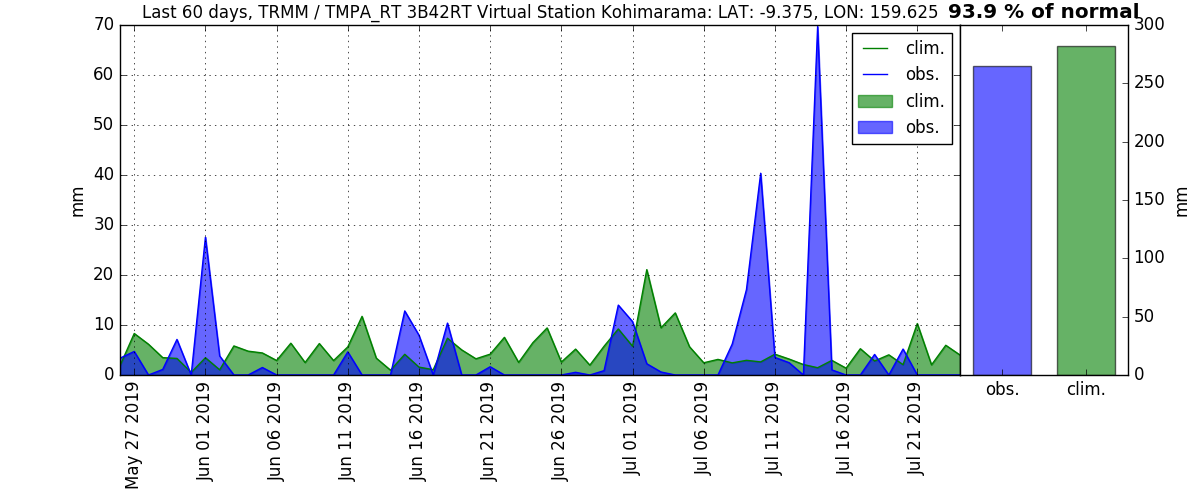 Last 60 days, TRMM / TMPA_RT 3B42RT Virtual Station Kohimarama: LAT: -9.375, LON: 159.625 93.9 % of normal
70
60
50
40
30
20
10
0
mm
clim.
obs.
clim.
obs.
May 27 2019
Jun 01 2019
Jun 06 2019
Jun 11 2019
Jun 16 2019
Jun 21 2019
Jun 26 2019
Jul 01 2019
Jul 06 2019
Jul 11 2019
Jul 16 2019
Jul 21 2019
300
250
200
150
100
50
0
mm
obs. clim.